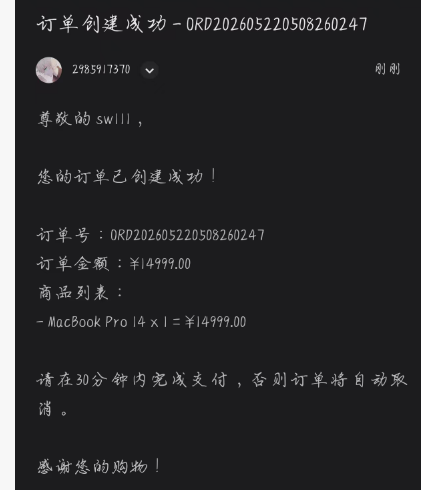 订单创建成功-ORD202605220508260247
2985917370
刚刚
尊敬的 swlll，
您的订单已创建成功！
订单号：ORD202605220508260247
订单金额：¥14999.00
商品列表：
- MacBook Pro 14 x 1 = ¥14999.00
请在30分钟内完成支付，否则订单将自动取
消。
感谢您的购物！